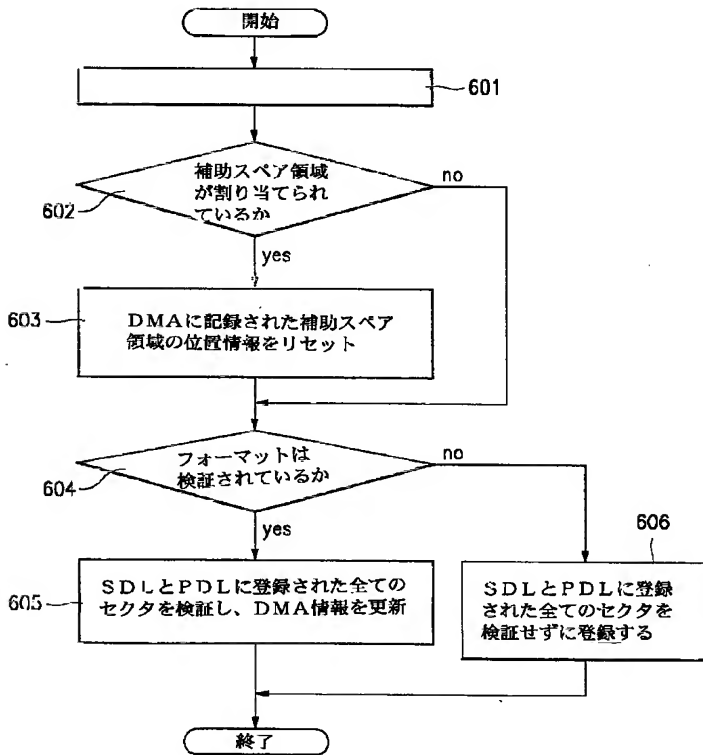 開始
601
補助スペア領域
が割り当てられ
ているか
no
602
yes
603
DMAに記録された補助スペア
領域の位置情報をリセット
フォーマットは
検証されているか
no
604
yes
606
605
SDLとPDLに登録された全ての
セクタを検証し、DMA情報を更新
SDLとPDLに登録
された全てのセクタを
検証せずに登録する
終了